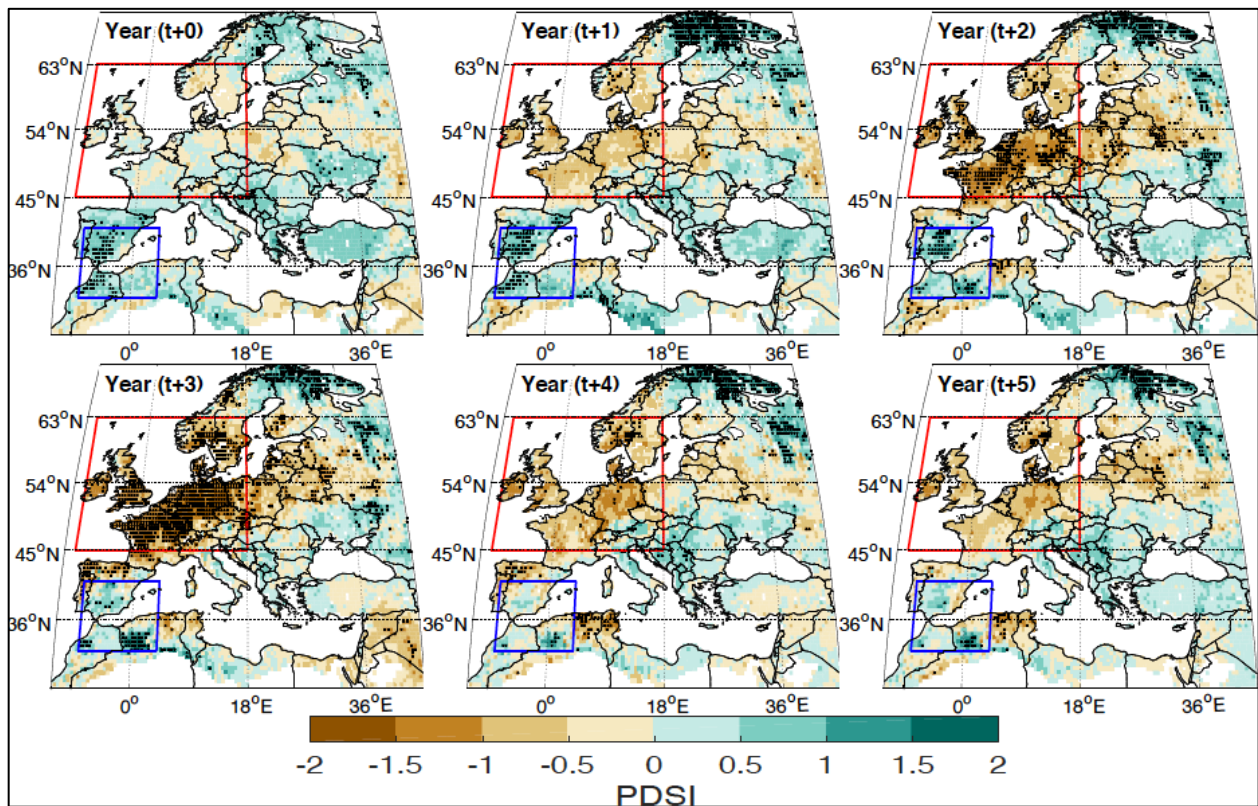 Year (t+0) Year (t+1) Year (t+2)
63°N 63°N 63°N
54°N 54°N 54°N
45°N 45°N 45°N
36°N 36°N 36°N
0° 18°E 36°E 0° 18°E 36°E 0° 18°E 36°E
Year (t+3) Year (t+4) Year (t+5)
63°N 63°N 63°N
54°N 54°N 54°N
45°N 45°N 45°N
36°N 36°N 36°N
0° 18°E 36°E 0° 18°E 36°E 0° 18°E 36°E
-2 -1.5 -1 -0.5 0 0.5 1 1.5 2
PDSI